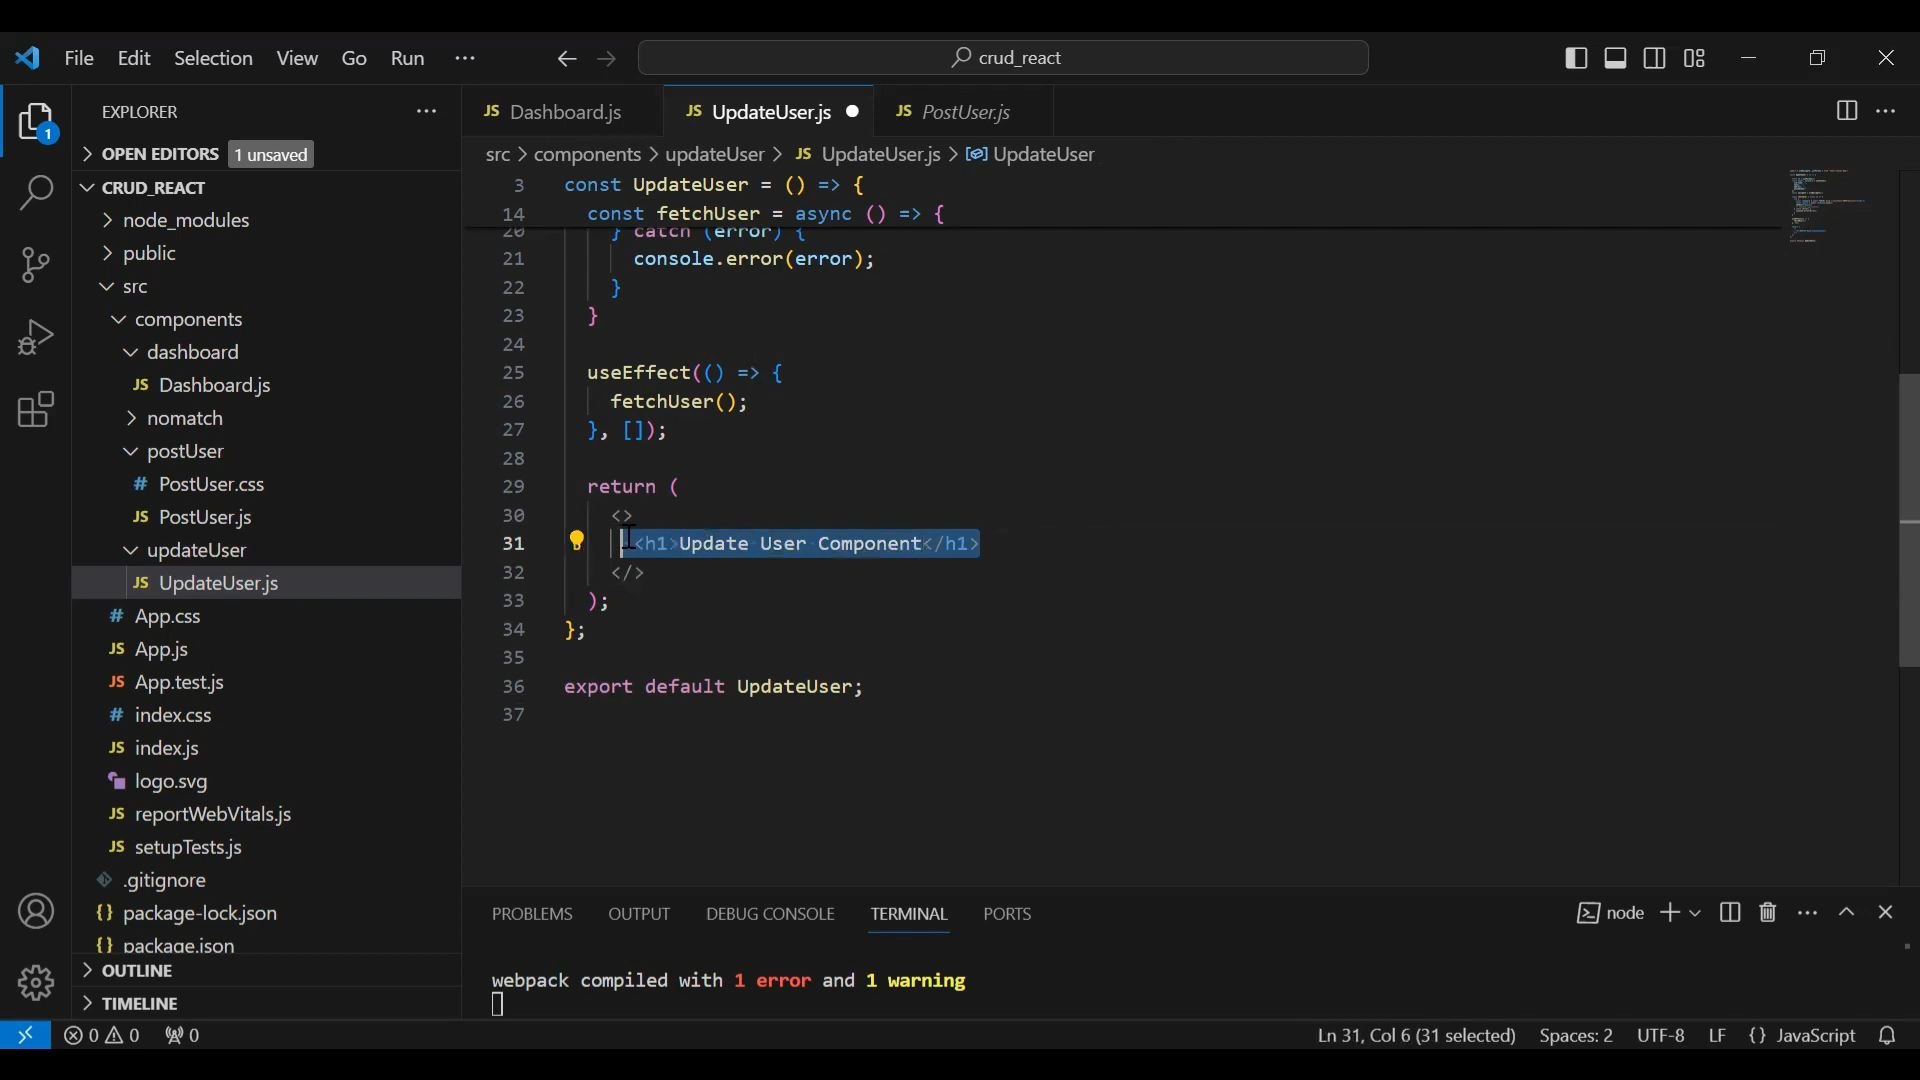 File Edit Selection View Go Run ··· crud_react
EXPLORER ···
OPEN EDITORS 1 unsaved
CRUD_REACT
node_modules
public
src
components
dashboard
JS Dashboard.js
nomatch
postUser
# PostUser.css
JS PostUser.js
updateUser
JS UpdateUser.js
# App.css
JS App.js
JS App.test.js
# index.css
JS index.js
logo.svg
JS reportWebVitals.js
JS setupTests.js
.gitignore
{} package-lock.json
{} package.json
OUTLINE
TIMELINE
JS Dashboard.js JS UpdateUser.js ● JS PostUser.js
src > components > updateUser > JS UpdateUser.js > UpdateUser
3 const UpdateUser = () => {
14 const fetchUser = async () => {
20 } catch (error) {
21 console.error(error);
22 }
23 }
24
25 useEffect(() => {
26 fetchUser();
27 }, []);
28
29 return (
30 <>
31 <h1>Update User Component</h1>
32 </>
33 );
34 };
35
36 export default UpdateUser;
37
PROBLEMS OUTPUT DEBUG CONSOLE TERMINAL PORTS node
webpack compiled with 1 error and 1 warning
0 0 0 Ln 31, Col 6 (31 selected) Spaces: 2 UTF-8 LF {} JavaScript
1